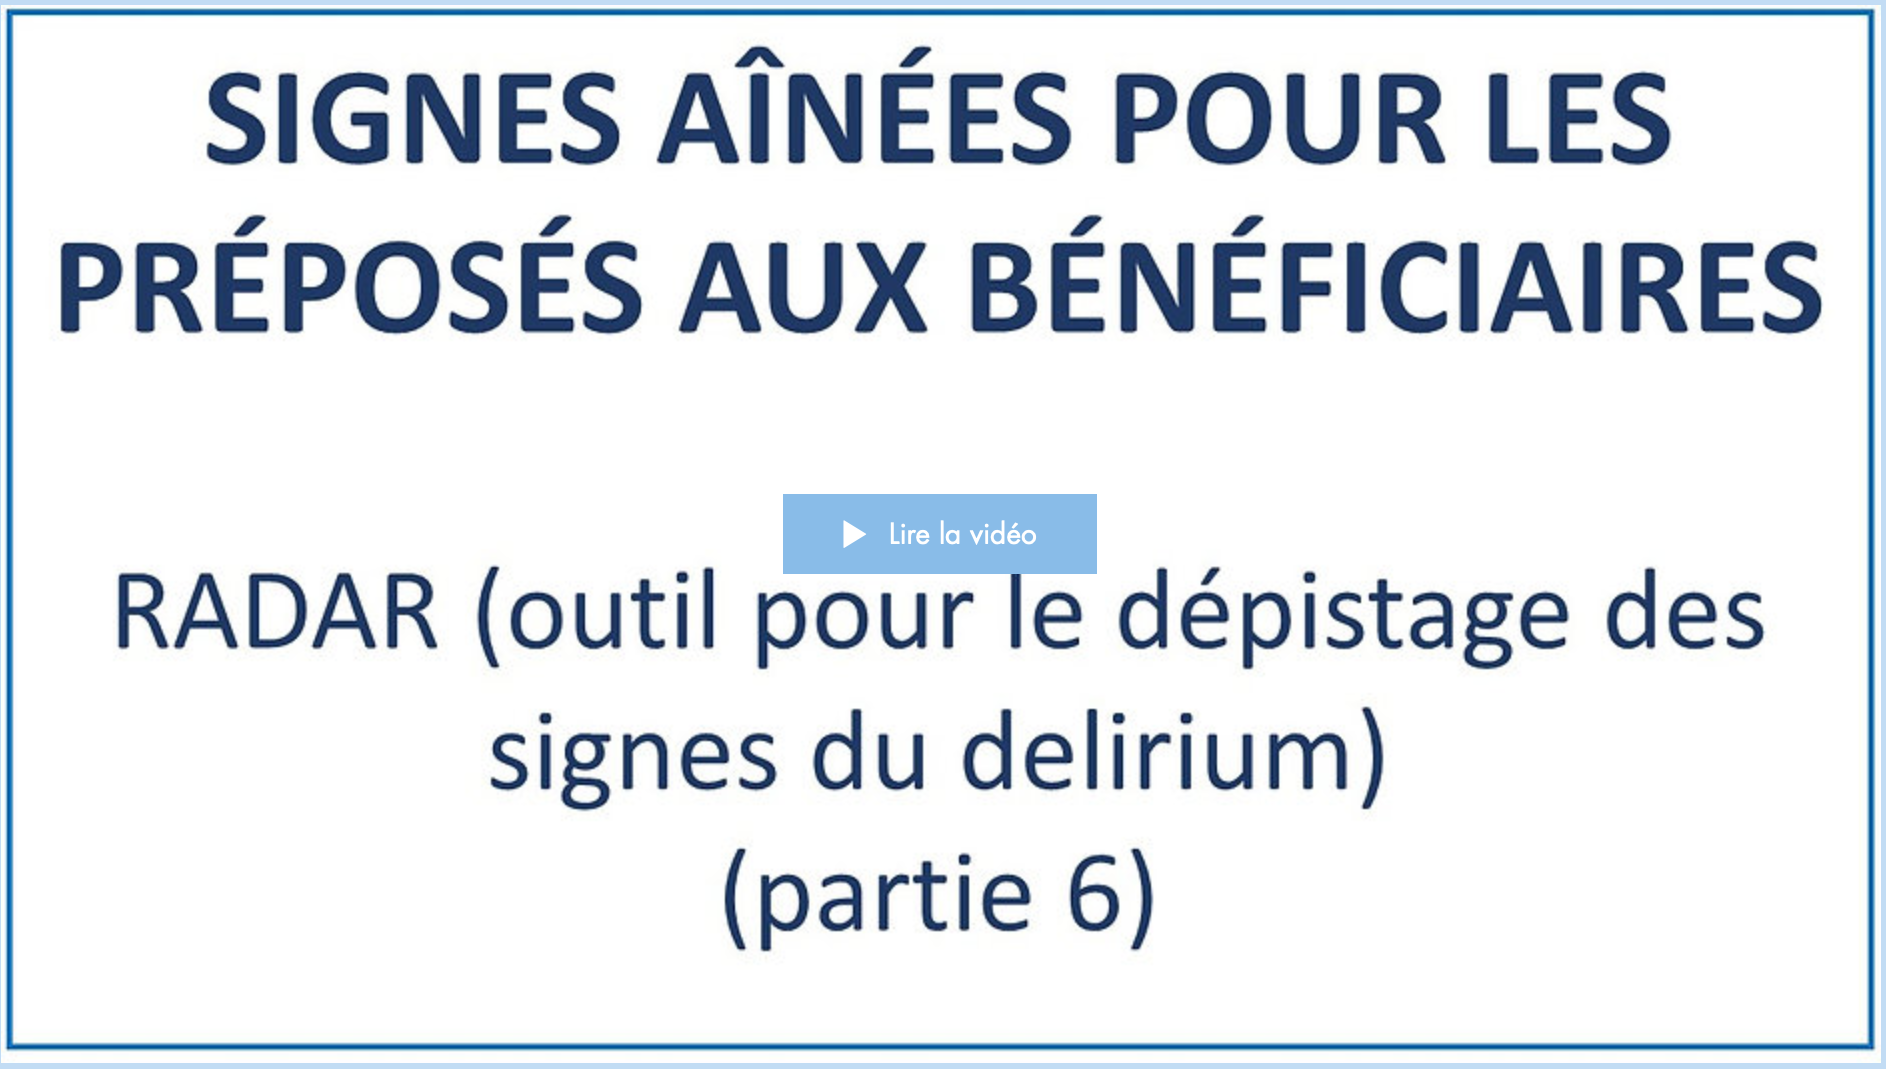 SIGNES AÎNÉES POUR LES
PRÉPOSÉS AUX BÉNÉFICIAIRES
Lire la vidéo
RADAR (outil pour le dépistage des
signes du delirium)
(partie 6)